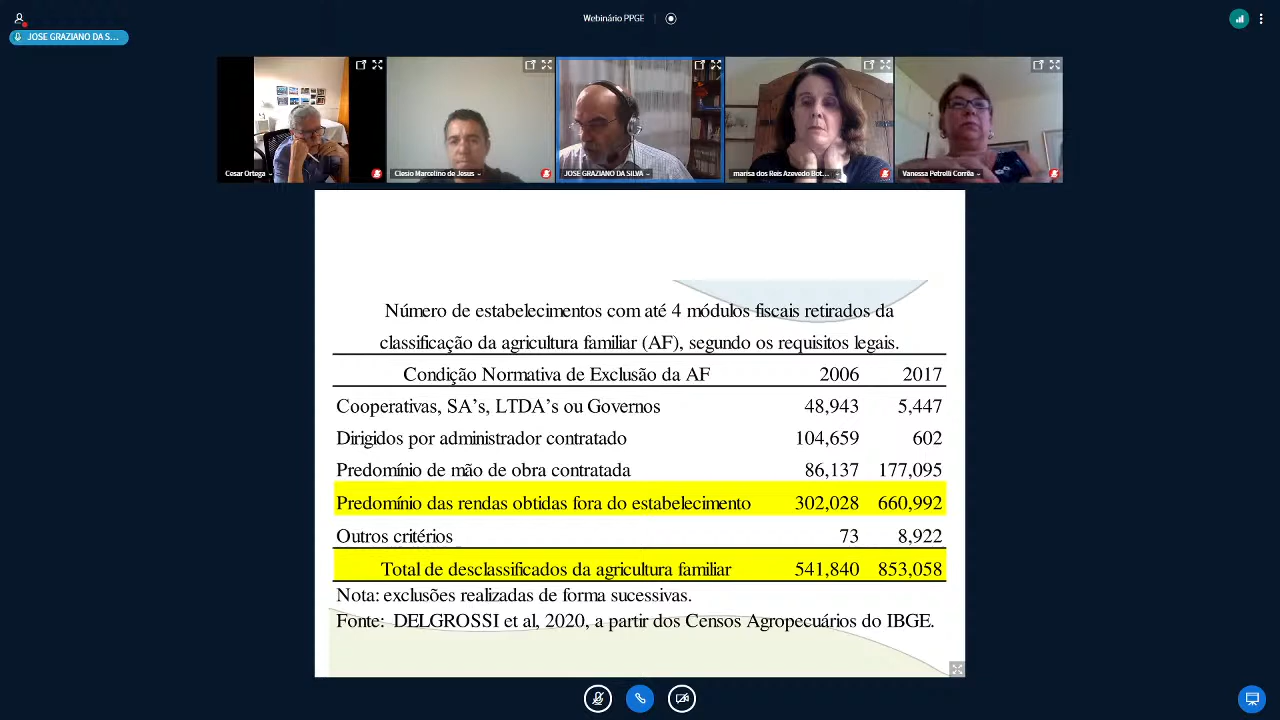 Webinário PPGE
JOSE GRAZIANO DA S...
Cesar Ortega
Clesio Marcelino de Jesus
JOSE GRAZIANO DA SILVA
marisa dos Reis Azevedo Bot...
Vanessa Petrelli Corrêa
Número de estabelecimentos com até 4 módulos fiscais retirados da
classificação da agricultura familiar (AF), segundo os requisitos legais.
Condição Normativa de Exclusão da AF 2006 2017
Cooperativas, SA's, LTDA's ou Governos 48,943 5,447
Dirigidos por administrador contratado 104,659 602
Predomínio de mão de obra contratada 86,137 177,095
Predomínio das rendas obtidas fora do estabelecimento 302,028 660,992
Outros critérios 73 8,922
Total de desclassificados da agricultura familiar 541,840 853,058
Nota: exclusões realizadas de forma sucessivas.
Fonte: DELGROSSI et al, 2020, a partir dos Censos Agropecuários do IBGE.